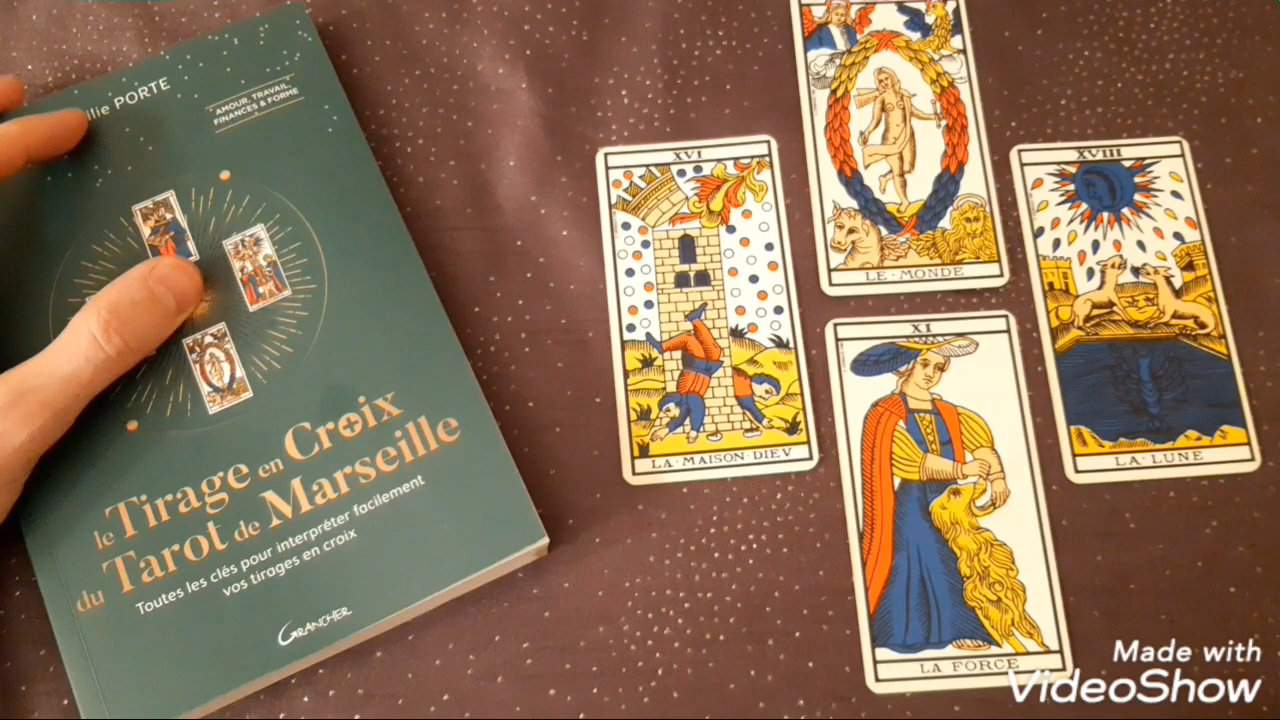 PORTE
AMOUR, TRAVAIL,
FINANCES & FORME
le Tirage en Croix
du Tarot de Marseille
Toutes les clés pour interpréter facilement
vos tirages en croix
GRANCHER
XVI
LA·MAISON·DIEV
LE·MONDE
XVIII
LA·LUNE
XI
LA FORCE
Made with
VideoShow